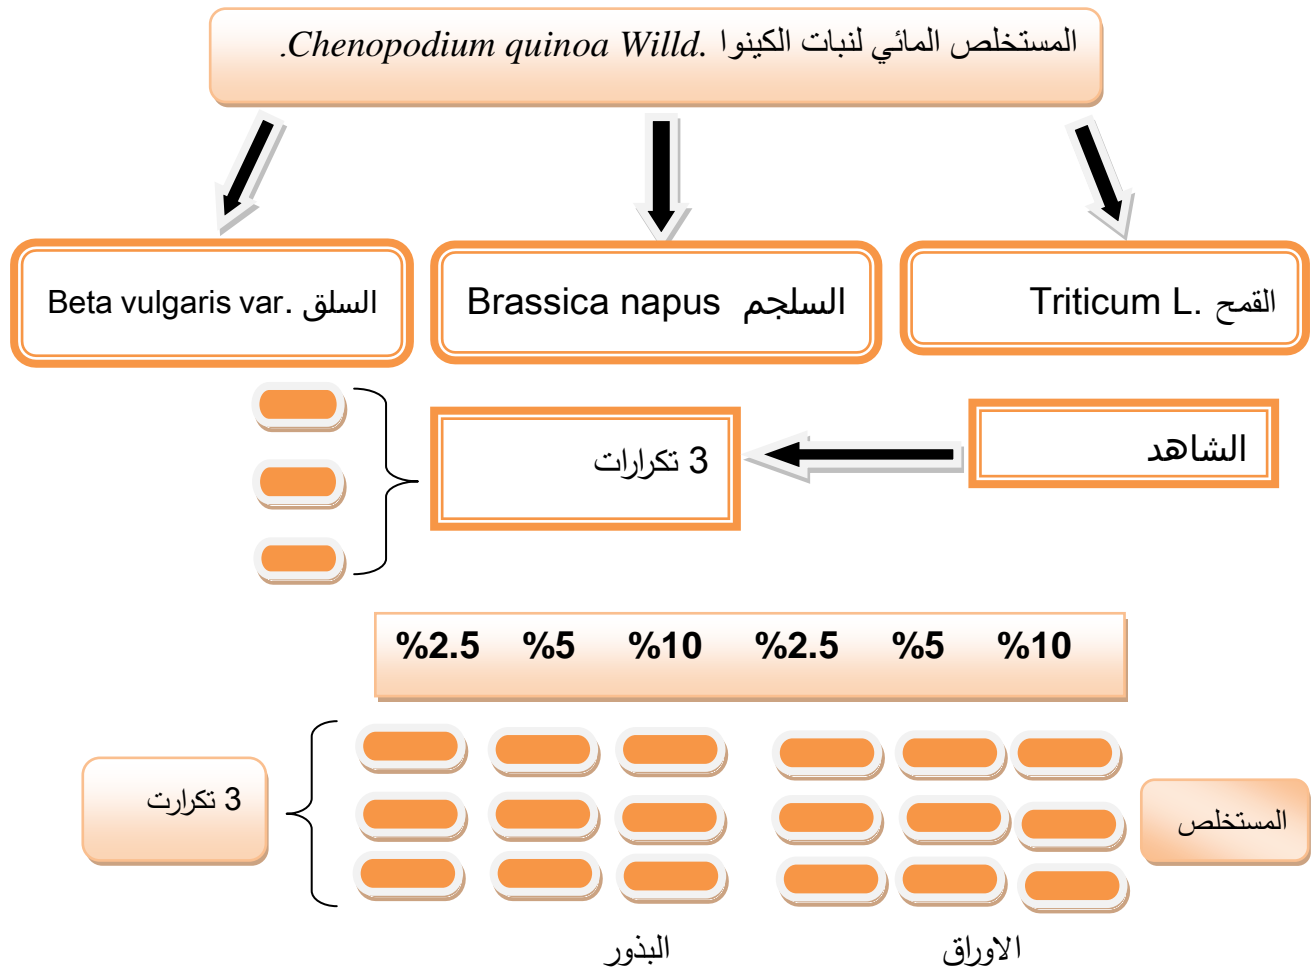 المستخلص المائي لنبات الكينوا Chenopodium quinoa Willd.‎.
القمح Triticum L.
السلجم Brassica napus
السلق Beta vulgaris var.
الشاهد
3 تكرارات
%10 %5 %2.5 %10 %5 %2.5
المستخلص
3 تكرارت
الاوراق
البذور